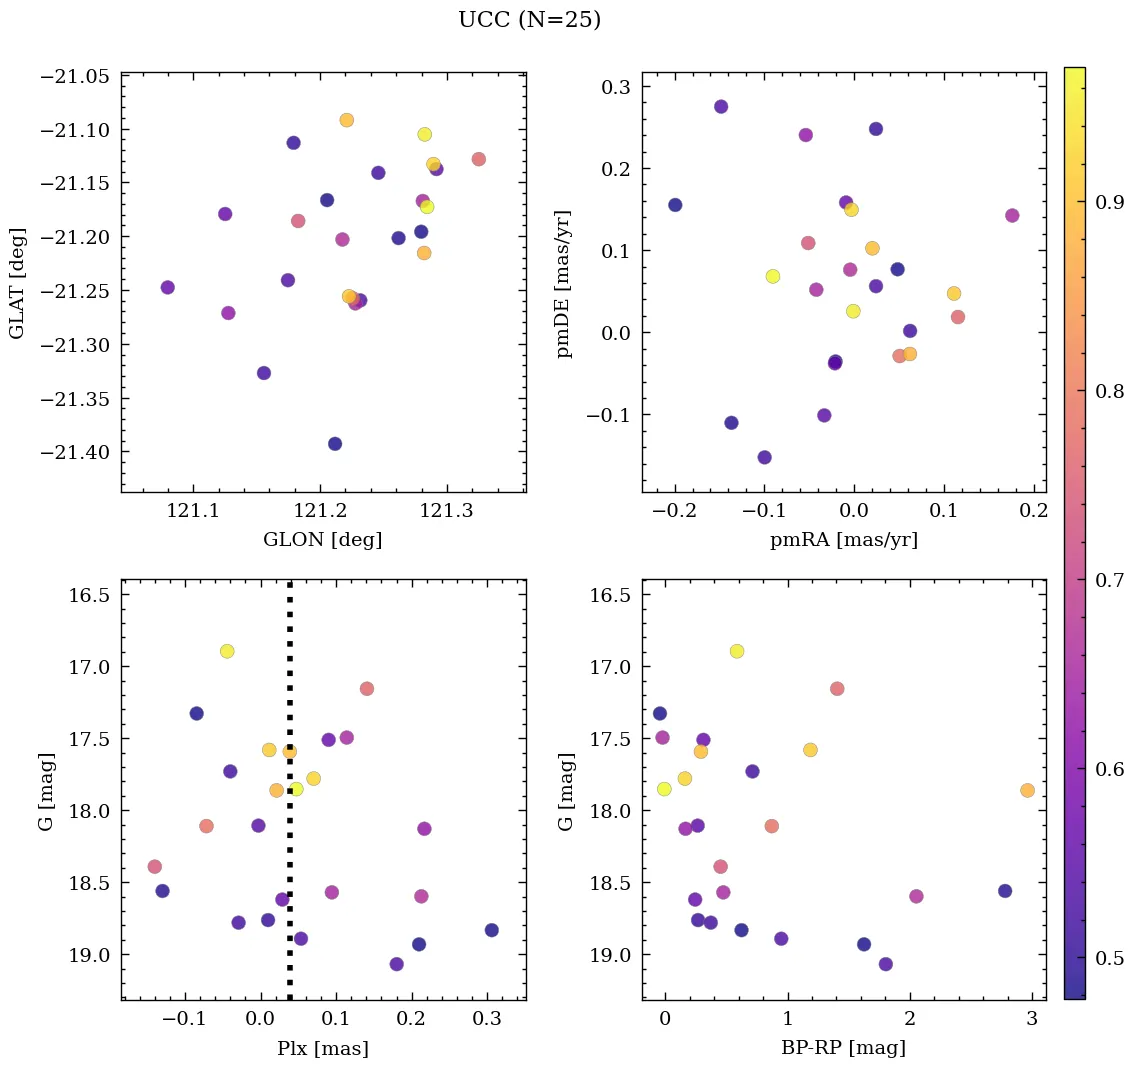 UCC (N=25)
−21.05
−21.10
−21.15
−21.20
−21.25
−21.30
−21.35
−21.40
GLAT [deg]
121.1 121.2 121.3
GLON [deg]
0.3
0.2
0.1
0.0
−0.1
pmDE [mas/yr]
−0.2 −0.1 0.0 0.1 0.2
pmRA [mas/yr]
16.5
17.0
17.5
18.0
18.5
19.0
G [mag]
−0.1 0.0 0.1 0.2 0.3
Plx [mas]
16.5
17.0
17.5
18.0
18.5
19.0
G [mag]
0 1 2 3
BP-RP [mag]
0.9
0.8
0.7
0.6
0.5